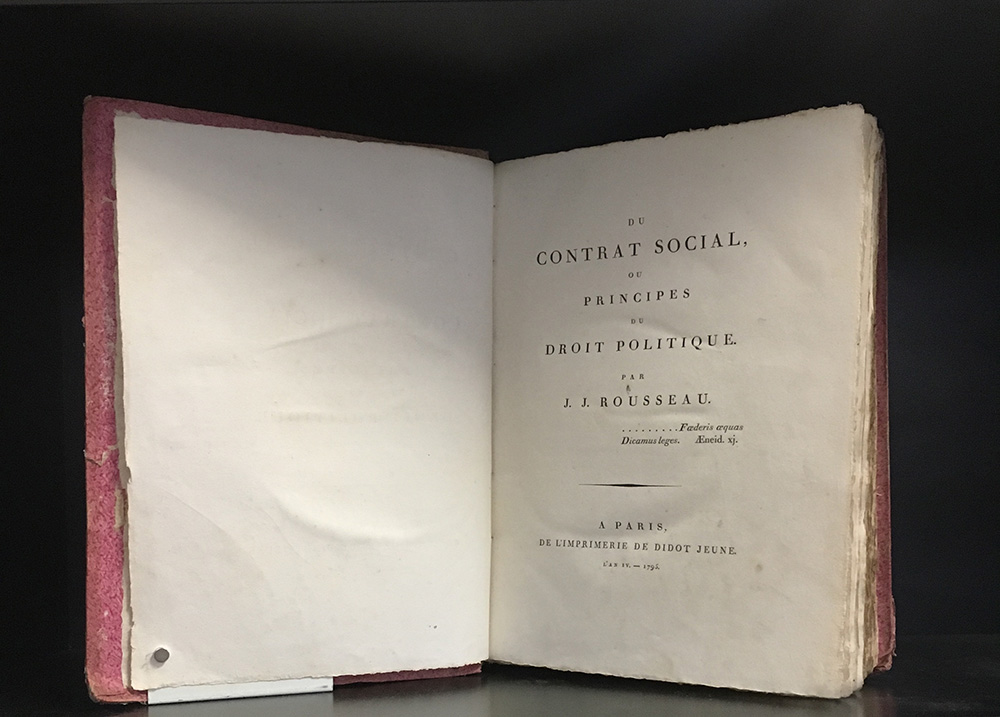 DU
CONTRAT SOCIAL,
OU
PRINCIPES
DU
DROIT POLITIQUE.
PAR
J. J. ROUSSEAU.
. . . . . . . . . Fœderis æquas
Dicamus leges. Æneid. xj.
A PARIS,
DE L'IMPRIMERIE DE DIDOT JEUNE.
L'AN IV. — 1795.